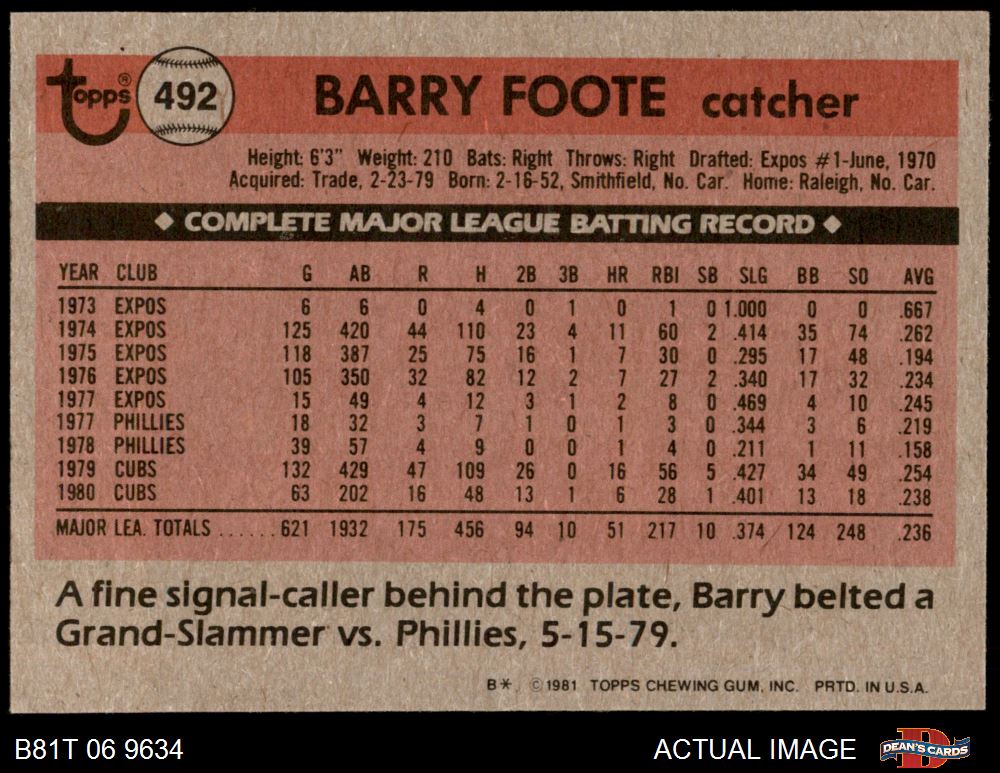 Topps® 492 BARRY FOOTE catcher
Height: 6'3" Weight: 210 Bats: Right Throws: Right Drafted: Expos #1-June, 1970
Acquired: Trade, 2-23-79 Born: 2-16-52, Smithfield, No. Car. Home: Raleigh, No. Car.
◆ COMPLETE MAJOR LEAGUE BATTING RECORD ◆
YEAR CLUB G AB R H 2B 3B HR RBI SB SLG BB SO AVG
1973 EXPOS 6 6 0 4 0 1 0 1 0 1.000 0 0 .667
1974 EXPOS 125 420 44 110 23 4 11 60 2 .414 35 74 .262
1975 EXPOS 118 387 25 75 16 1 7 30 0 .295 17 48 .194
1976 EXPOS 105 350 32 82 12 2 7 27 2 .340 17 32 .234
1977 EXPOS 15 49 4 12 3 1 2 8 0 .469 4 10 .245
1977 PHILLIES 18 32 3 7 1 0 1 3 0 .344 3 6 .219
1978 PHILLIES 39 57 4 9 0 0 1 4 0 .211 1 11 .158
1979 CUBS 132 429 47 109 26 0 16 56 5 .427 34 49 .254
1980 CUBS 63 202 16 48 13 1 6 28 1 .401 13 18 .238
MAJOR LEA. TOTALS ...... 621 1932 175 456 94 10 51 217 10 .374 124 248 .236
A fine signal-caller behind the plate, Barry belted a
Grand-Slammer vs. Phillies, 5-15-79.
B* © 1981 TOPPS CHEWING GUM, INC. PRTD. IN U.S.A.
B81T 06 9634 ACTUAL IMAGE DEAN'S CARDS